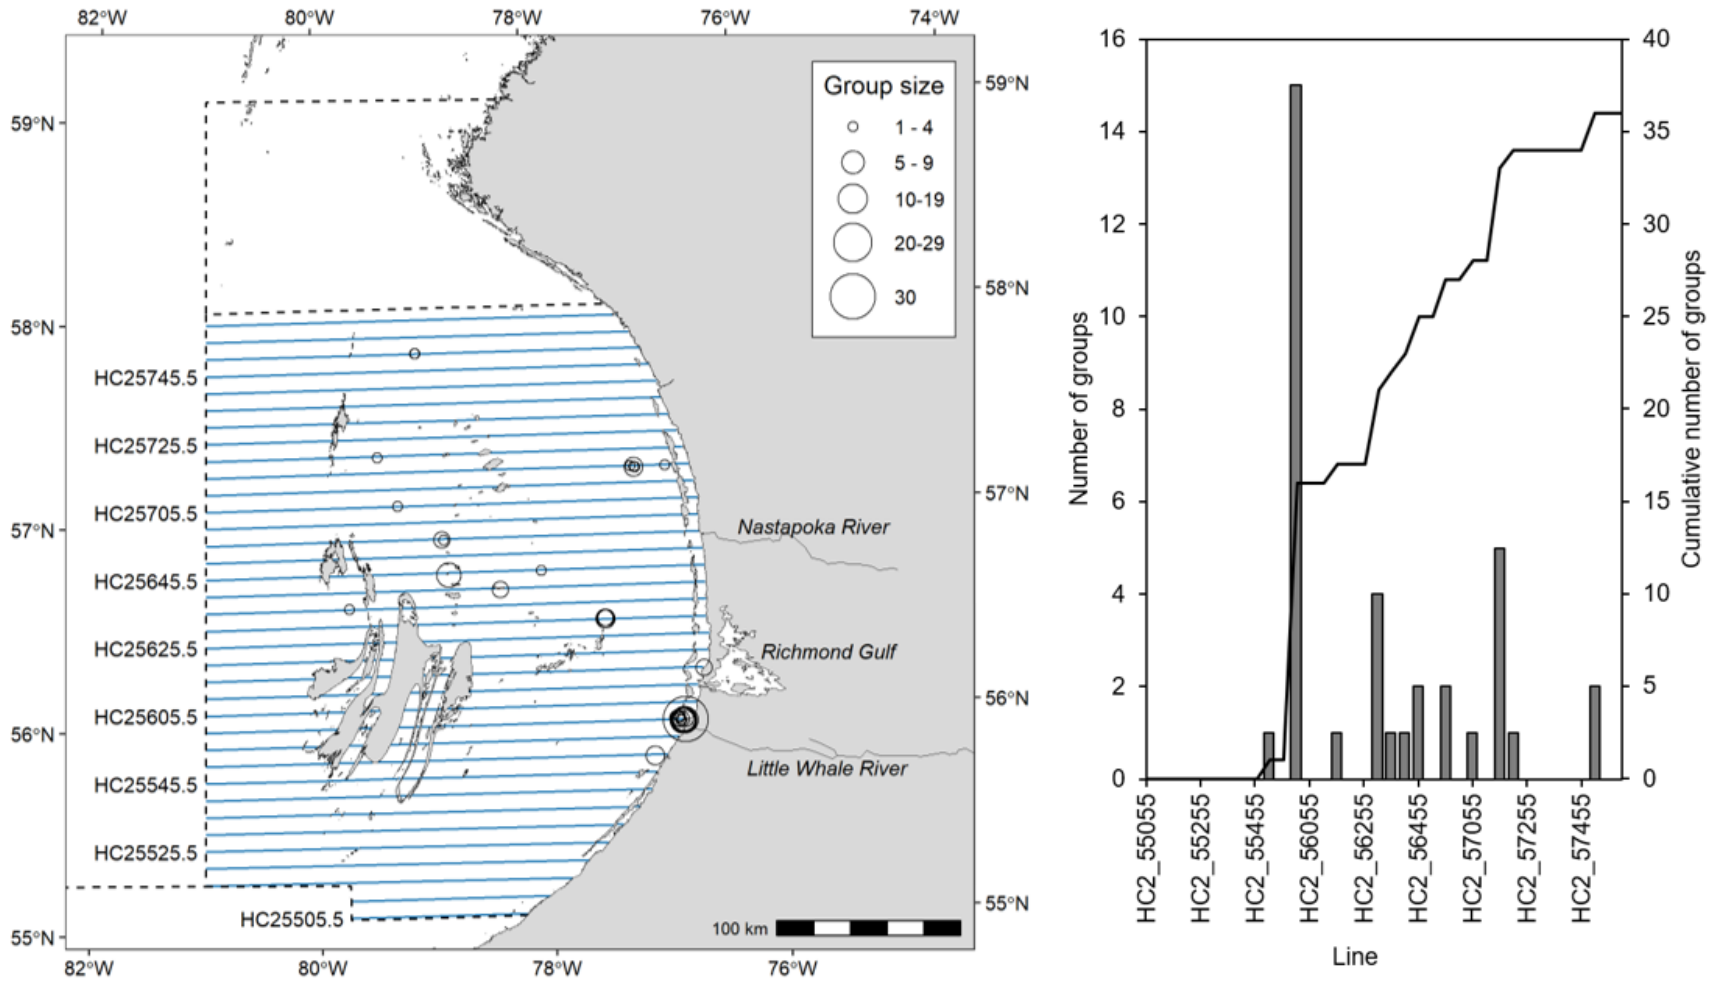 82°W 80°W 78°W 76°W 74°W
Group size
1 - 4
5 - 9
10-19
20-29
30
59°N
58°N
57°N
56°N
55°N
59°N
58°N
57°N
56°N
55°N
HC25745.5
HC25725.5
HC25705.5
HC25645.5
HC25625.5
HC25605.5
HC25545.5
HC25525.5
HC25505.5
Nastapoka River
Richmond Gulf
Little Whale River
100 km
82°W 80°W 78°W 76°W
Number of groups
16
14
12
10
8
6
4
2
0
40
35
30
25
20
15
10
5
0
Cumulative number of groups
HC2_55055
HC2_55255
HC2_55455
HC2_56055
HC2_56255
HC2_56455
HC2_57055
HC2_57255
HC2_57455
Line